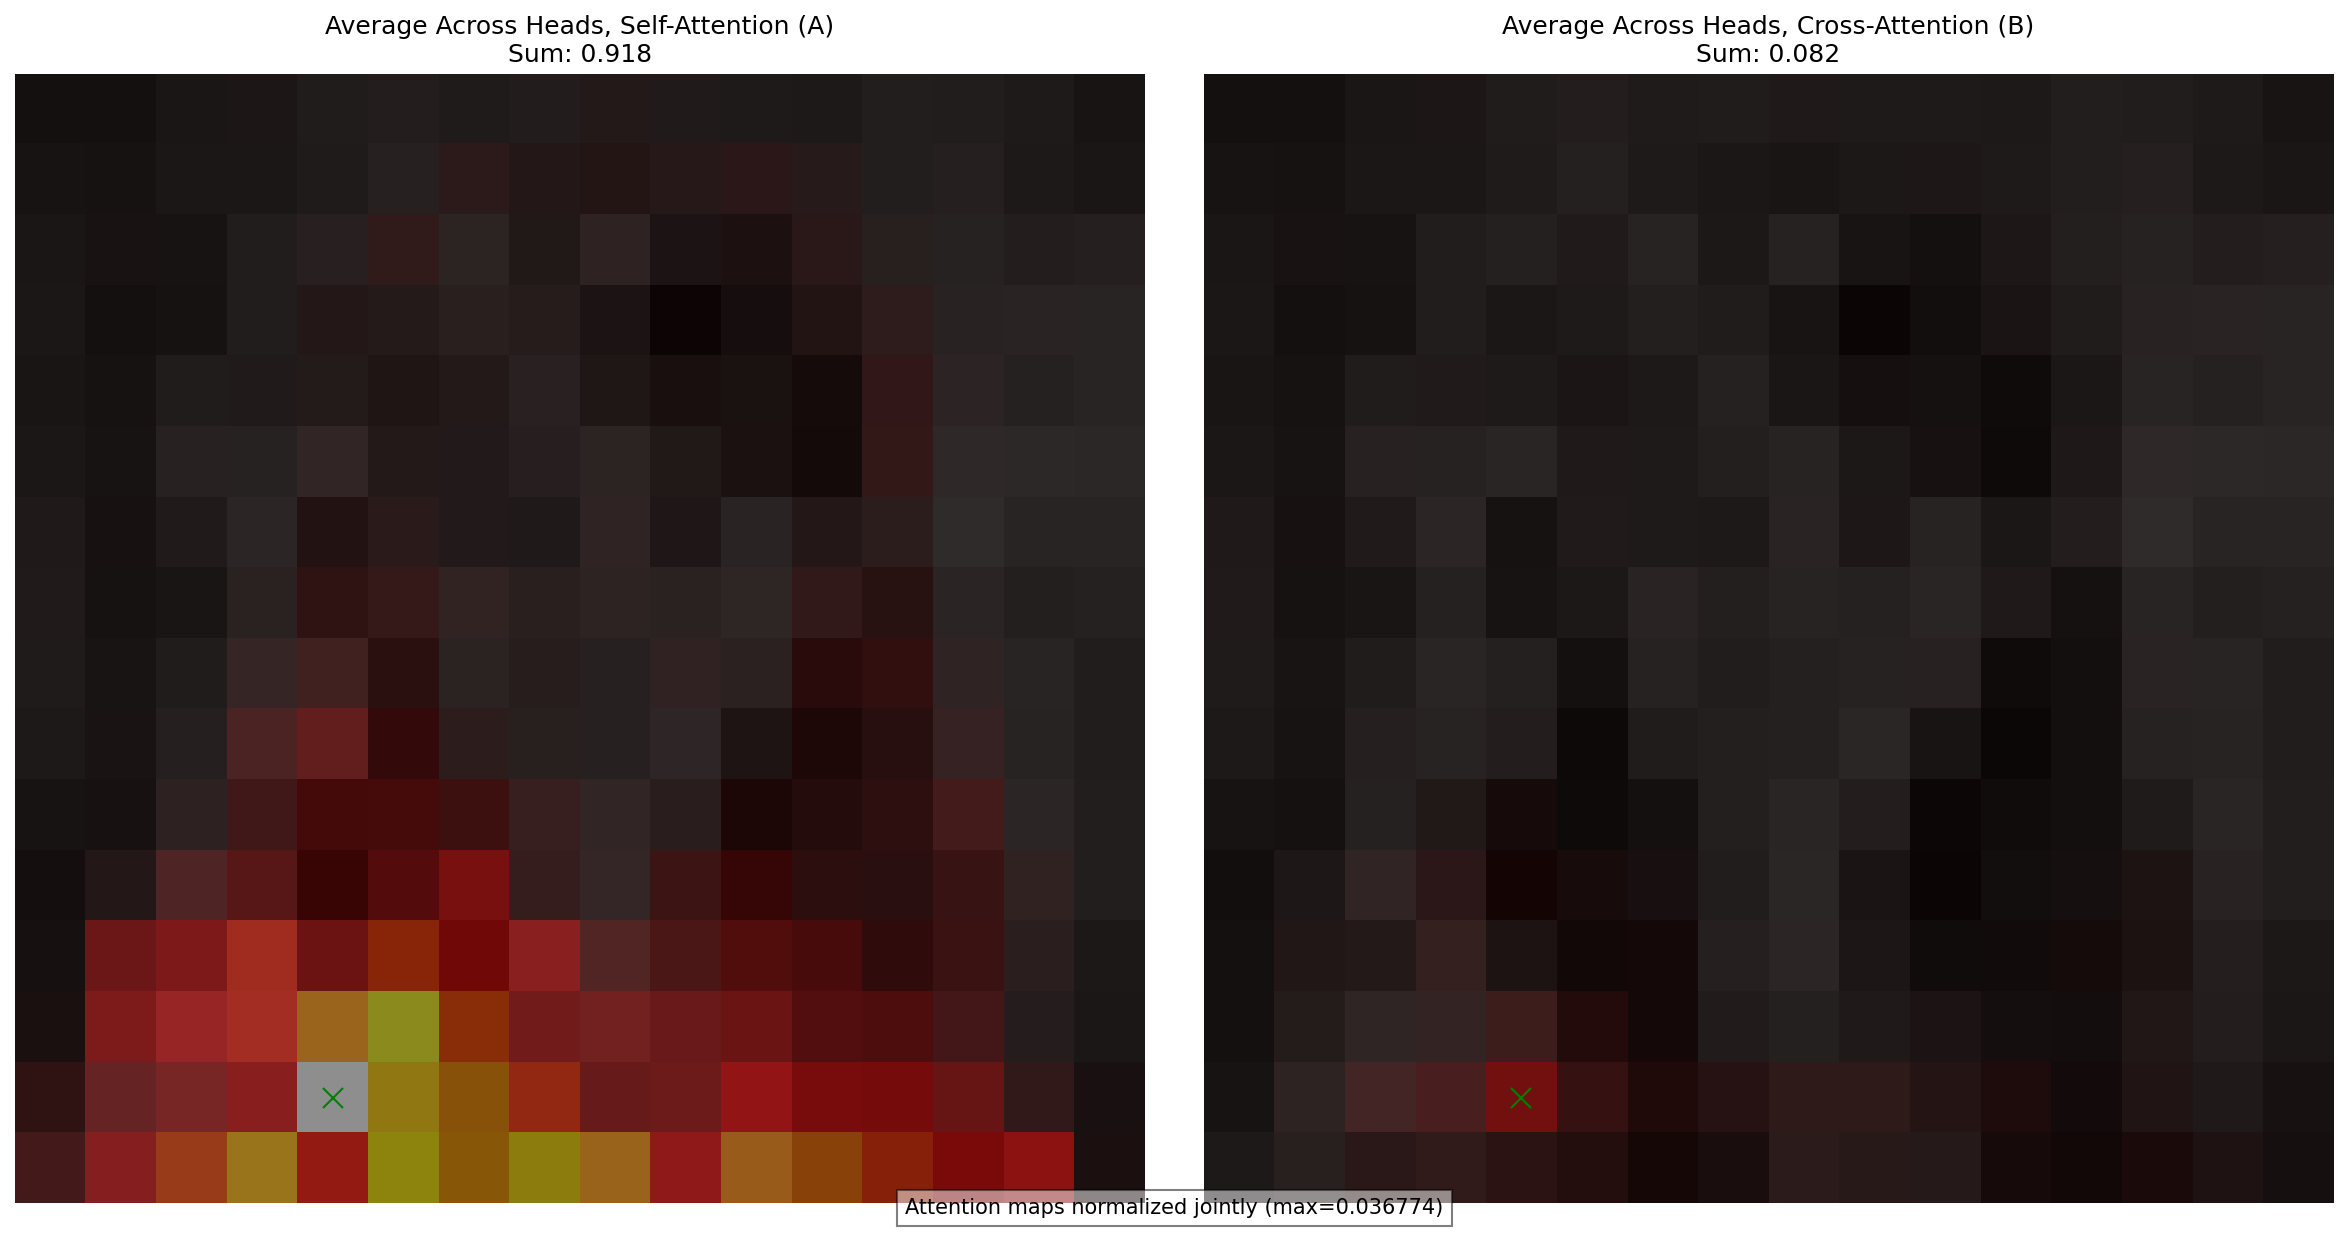 Average Across Heads, Self-Attention (A)
Sum: 0.918
Average Across Heads, Cross-Attention (B)
Sum: 0.082
Attention maps normalized jointly (max=0.036774)